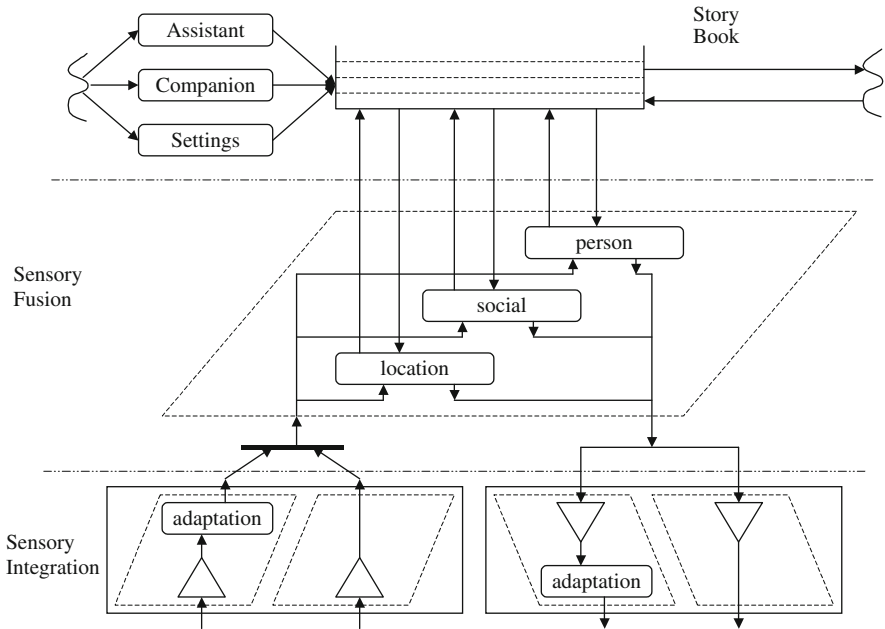 Assistant
Companion
Settings
Story
Book
Sensory
Fusion
person
social
location
Sensory
Integration
adaptation
adaptation